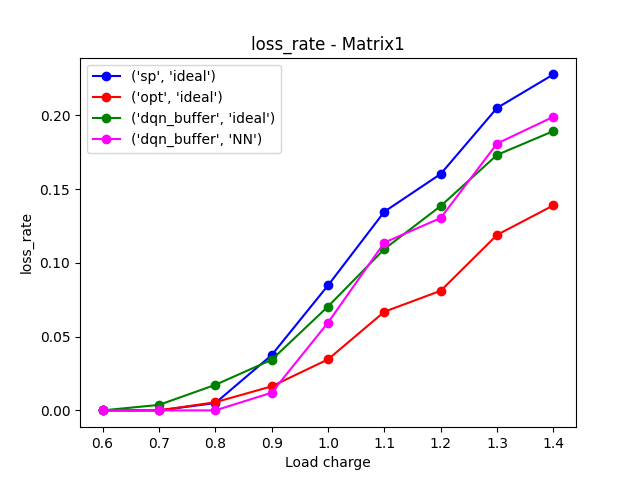 loss_rate - Matrix1
('sp', 'ideal')
('opt', 'ideal')
('dqn_buffer', 'ideal')
('dqn_buffer', 'NN')
loss_rate
0.20
0.15
0.10
0.05
0.00
0.6 0.7 0.8 0.9 1.0 1.1 1.2 1.3 1.4
Load charge